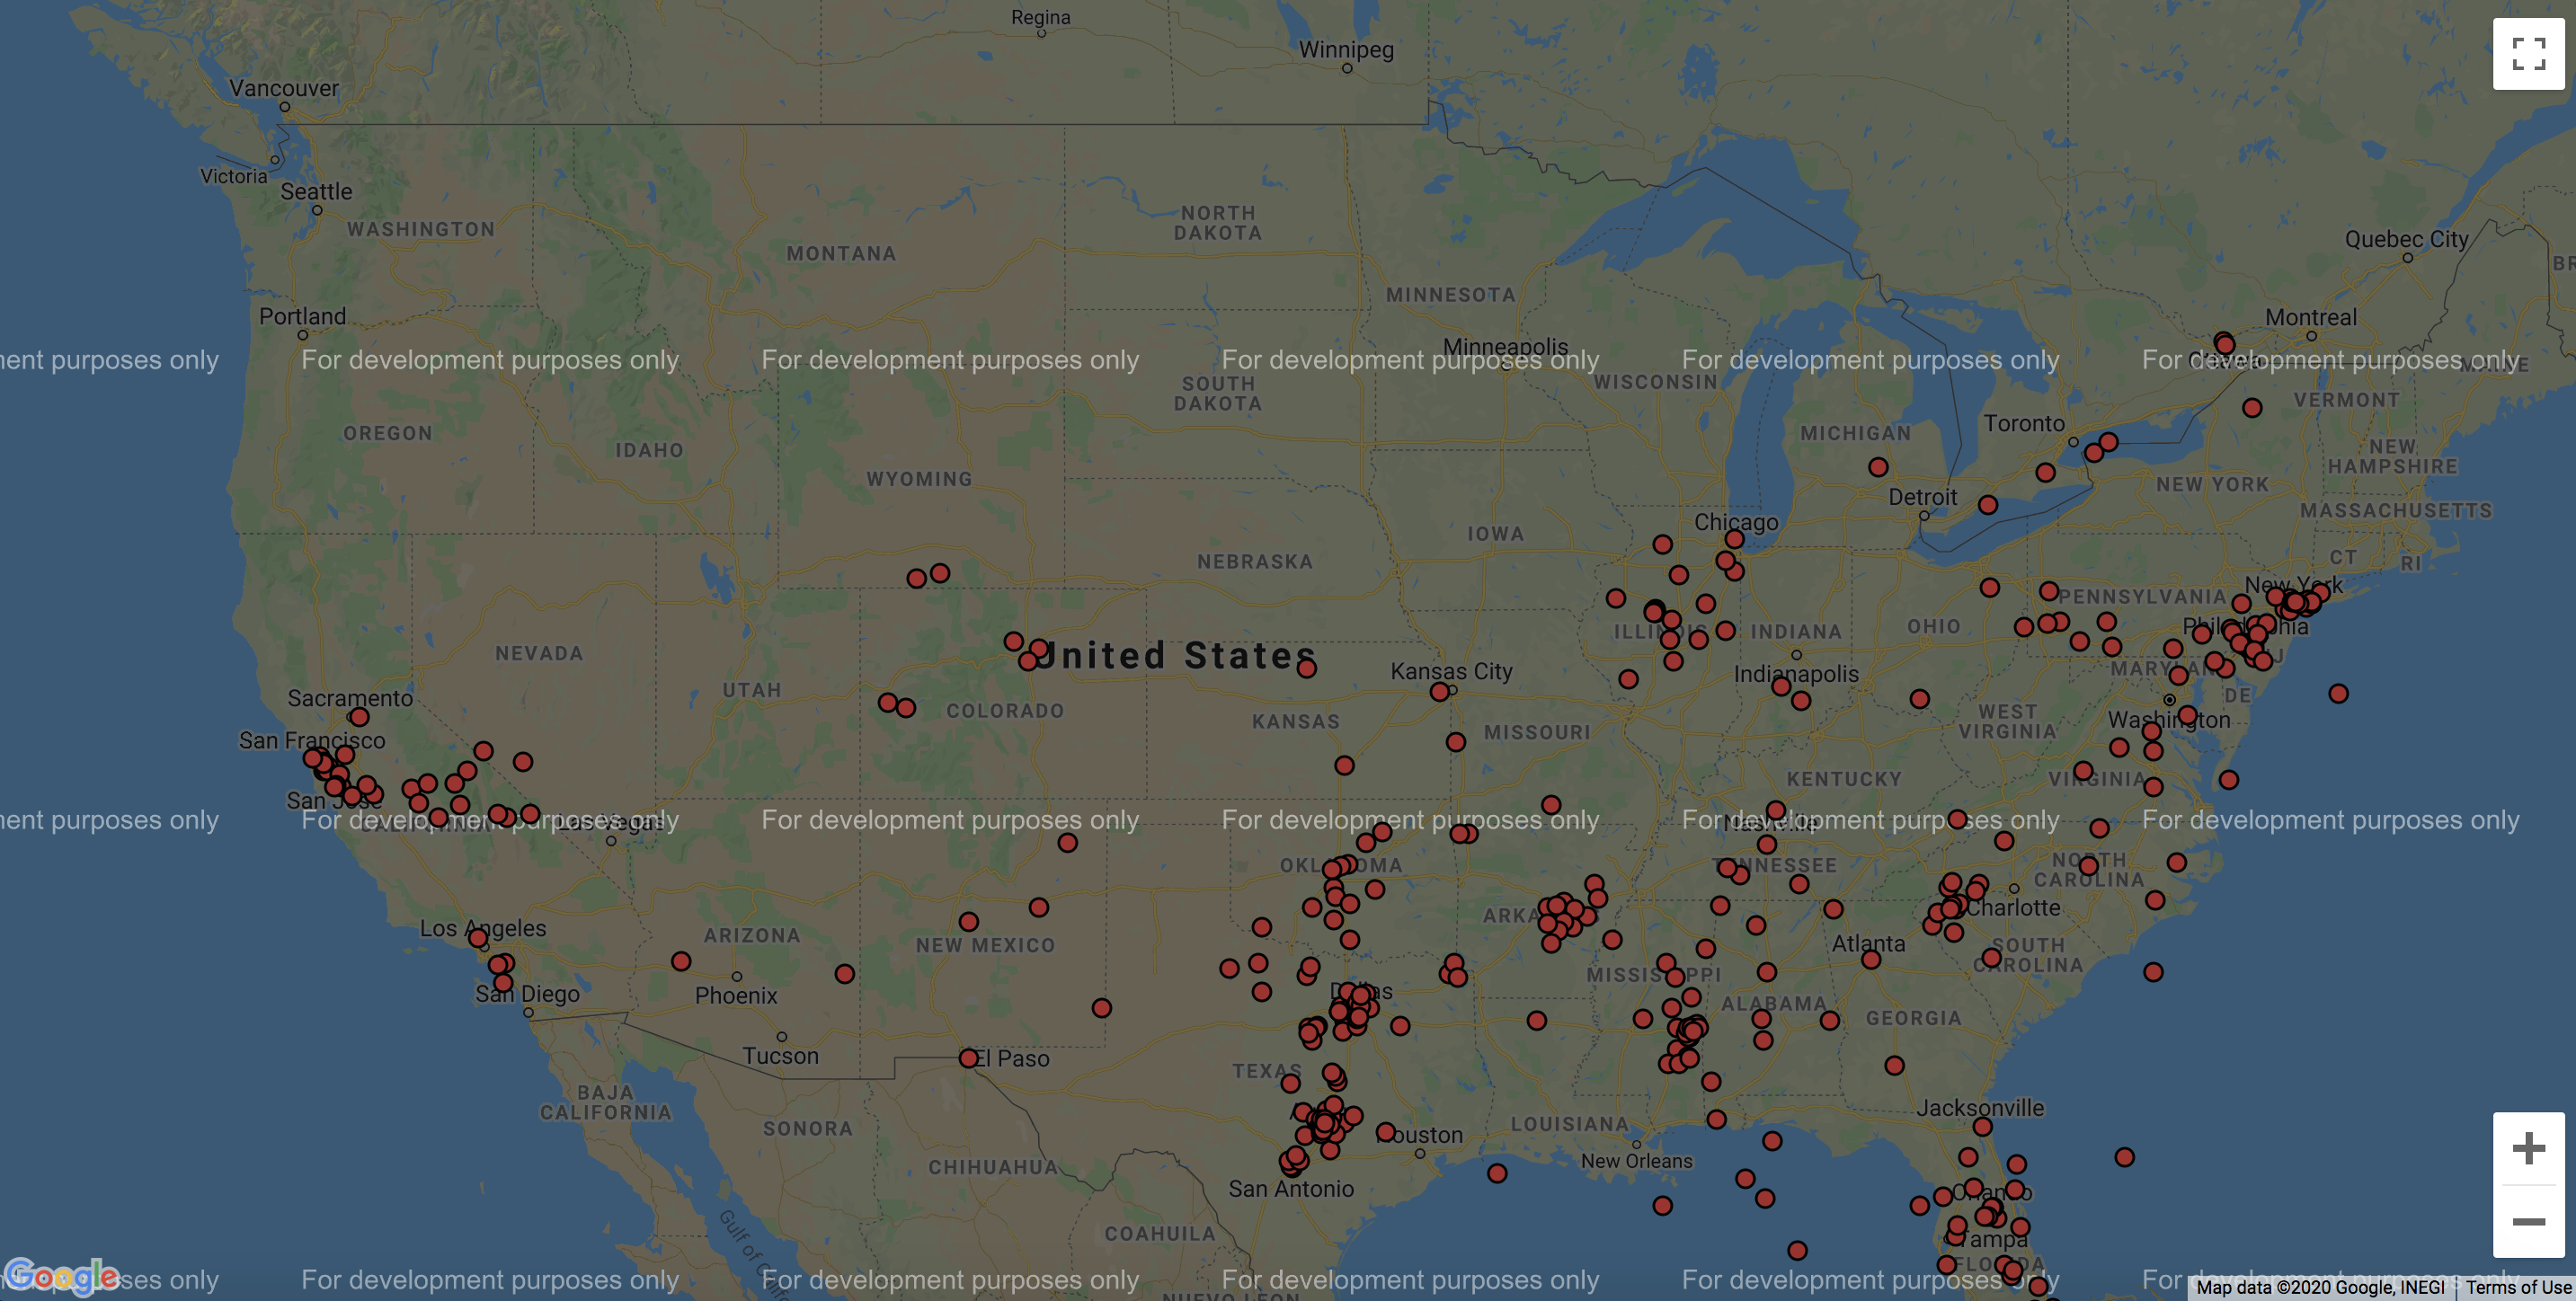 Regina
Winnipeg
Vancouver
Victoria
Seattle
WASHINGTON
NORTH
DAKOTA
MONTANA
Quebec City
BR
MINNESOTA
Portland
Montreal
Minneapolis
ment purposes only
For development purposes only
For development purposes only
For development purposes only
For development purposes only
For development purposes only
MAINE
WISCONSIN
SOUTH
DAKOTA
VERMONT
OREGON
IDAHO
MICHIGAN
Toronto
NEW
HAMPSHIRE
WYOMING
NEW YORK
Detroit
MASSACHUSETTS
Chicago
IOWA
NEBRASKA
CT
RI
New York
PENNSYLVANIA
ILLINOIS
INDIANA
OHIO
Philadelphia
NEVADA
United States
MARYLAND
NJ
Kansas City
Indianapolis
UTAH
DE
Sacramento
COLORADO
KANSAS
MISSOURI
WEST
VIRGINIA
Washington
San Francisco
KENTUCKY
VIRGINIA
San Jose
CALIFORNIA
Las Vegas
Nashville
ment purposes only
For development purposes only
For development purposes only
For development purposes only
For development purposes only
For development purposes only
OKLAHOMA
TENNESSEE
NORTH
CAROLINA
Charlotte
ARKANSAS
Los Angeles
ARIZONA
NEW MEXICO
Atlanta
SOUTH
CAROLINA
MISSISSIPPI
San Diego
Phoenix
Dallas
ALABAMA
GEORGIA
Tucson
El Paso
TEXAS
BAJA
CALIFORNIA
SONORA
Jacksonville
LOUISIANA
Houston
New Orleans
CHIHUAHUA
San Antonio
Orlando
COAHUILA
Tampa
Gulf of California
FLORIDA
Google
ment purposes only
For development purposes only
For development purposes only
For development purposes only
For development purposes only
For development purposes only
NUEVO LEON
Map data ©2020 Google, INEGI
Terms of Use